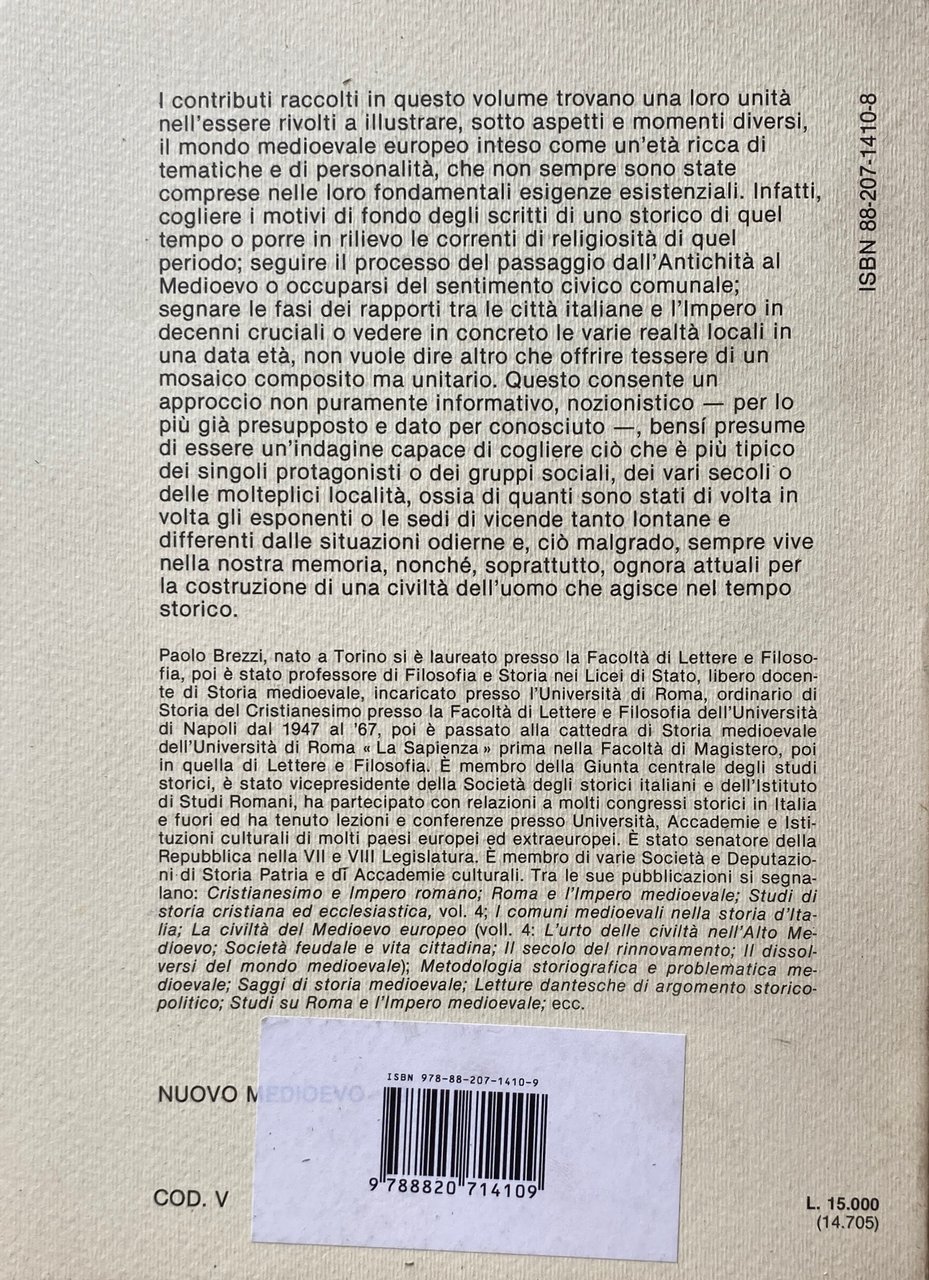 I contributi raccolti in questo volume trovano una loro unità
nell'essere rivolti a illustrare, sotto aspetti e momenti diversi,
il mondo medioevale europeo inteso come un'età ricca di
tematiche e di personalità, che non sempre sono state
comprese nelle loro fondamentali esigenze esistenziali. Infatti,
cogliere i motivi di fondo degli scritti di uno storico di quel
tempo o porre in rilievo le correnti di religiosità di quel
periodo; seguire il processo del passaggio dall'Antichità al
Medioevo o occuparsi del sentimento civico comunale;
segnare le fasi dei rapporti tra le città italiane e l'Impero in
decenni cruciali o vedere in concreto le varie realtà locali in
una data età, non vuole dire altro che offrire tessere di un
mosaico composito ma unitario. Questo consente un
approccio non puramente informativo, nozionistico — per lo
più già presupposto e dato per conosciuto —, bensí presume
di essere un'indagine capace di cogliere ciò che è più tipico
dei singoli protagonisti o dei gruppi sociali, dei vari secoli o
delle molteplici località, ossia di quanti sono stati di volta in
volta gli esponenti o le sedi di vicende tanto lontane e
differenti dalle situazioni odierne e, ciò malgrado, sempre vive
nella nostra memoria, nonché, soprattutto, ognora attuali per
la costruzione di una civiltà dell'uomo che agisce nel tempo
storico.
Paolo Brezzi, nato a Torino si è laureato presso la Facoltà di Lettere e Filoso-
fia, poi è stato professore di Filosofia e Storia nei Licei di Stato, libero docen-
te di Storia medioevale, incaricato presso l'Università di Roma, ordinario di
Storia del Cristianesimo presso la Facoltà di Lettere e Filosofia dell'Università
di Napoli dal 1947 al '67, poi è passato alla cattedra di Storia medioevale
dell'Università di Roma « La Sapienza » prima nella Facoltà di Magistero, poi
in quella di Lettere e Filosofia. È membro della Giunta centrale degli studi
storici, è stato vicepresidente della Società degli storici italiani e dell'Istituto
di Studi Romani, ha partecipato con relazioni a molti congressi storici in Italia
e fuori ed ha tenuto lezioni e conferenze presso Università, Accademie e Isti-
tuzioni culturali di molti paesi europei ed extraeuropei. È stato senatore della
Repubblica nella VII e VIII Legislatura. È membro di varie Società e Deputazio-
ni di Storia Patria e di Accademie culturali. Tra le sue pubblicazioni si segna-
lano: Cristianesimo e Impero romano; Roma e l'Impero medioevale; Studi di
storia cristiana ed ecclesiastica, vol. 4; I comuni medioevali nella storia d'Ita-
lia; La civiltà del Medioevo europeo (voll. 4: L'urto delle civiltà nell'Alto Me-
dioevo; Società feudale e vita cittadina; Il secolo del rinnovamento; Il dissol-
versi del mondo medioevale); Metodologia storiografica e problematica me-
dioevale; Saggi di storia medioevale; Letture dantesche di argomento storico-
politico; Studi su Roma e l'Impero medioevale; ecc.
NUOVO MEDIOEVO
COD. V
ISBN 978-88-207-1410-9
9 788820 714109
L. 15.000
(14.705)
ISBN 88-207-1410-8